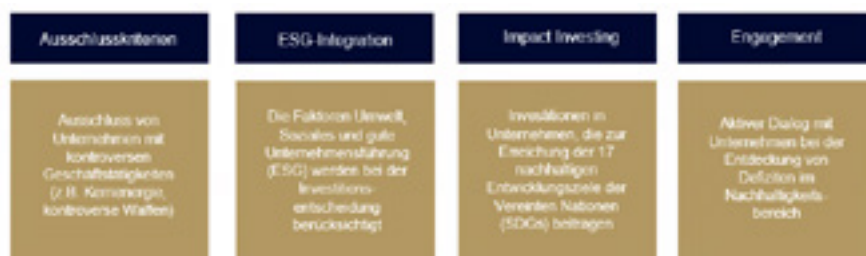 Ausschlusskriterien
Ausschluss von
Unternehmen mit
kontroversen
Geschäftstätigkeiten
(z.B. Kernenergie,
kontroverse Waffen)
ESG-Integration
Die Faktoren Umwelt,
Soziales und gute
Unternehmensführung
(ESG) werden bei der
Investitions-
entscheidung
berücksichtigt
Impact Investing
Investitionen in
Unternehmen, die zur
Erreichung der 17
nachhaltigen
Entwicklungsziele der
Vereinten Nationen
(SDGs) beitragen
Engagement
Aktiver Dialog mit
Unternehmen bei der
Entdeckung von
Defiziten im
Nachhaltigkeits-
bereich